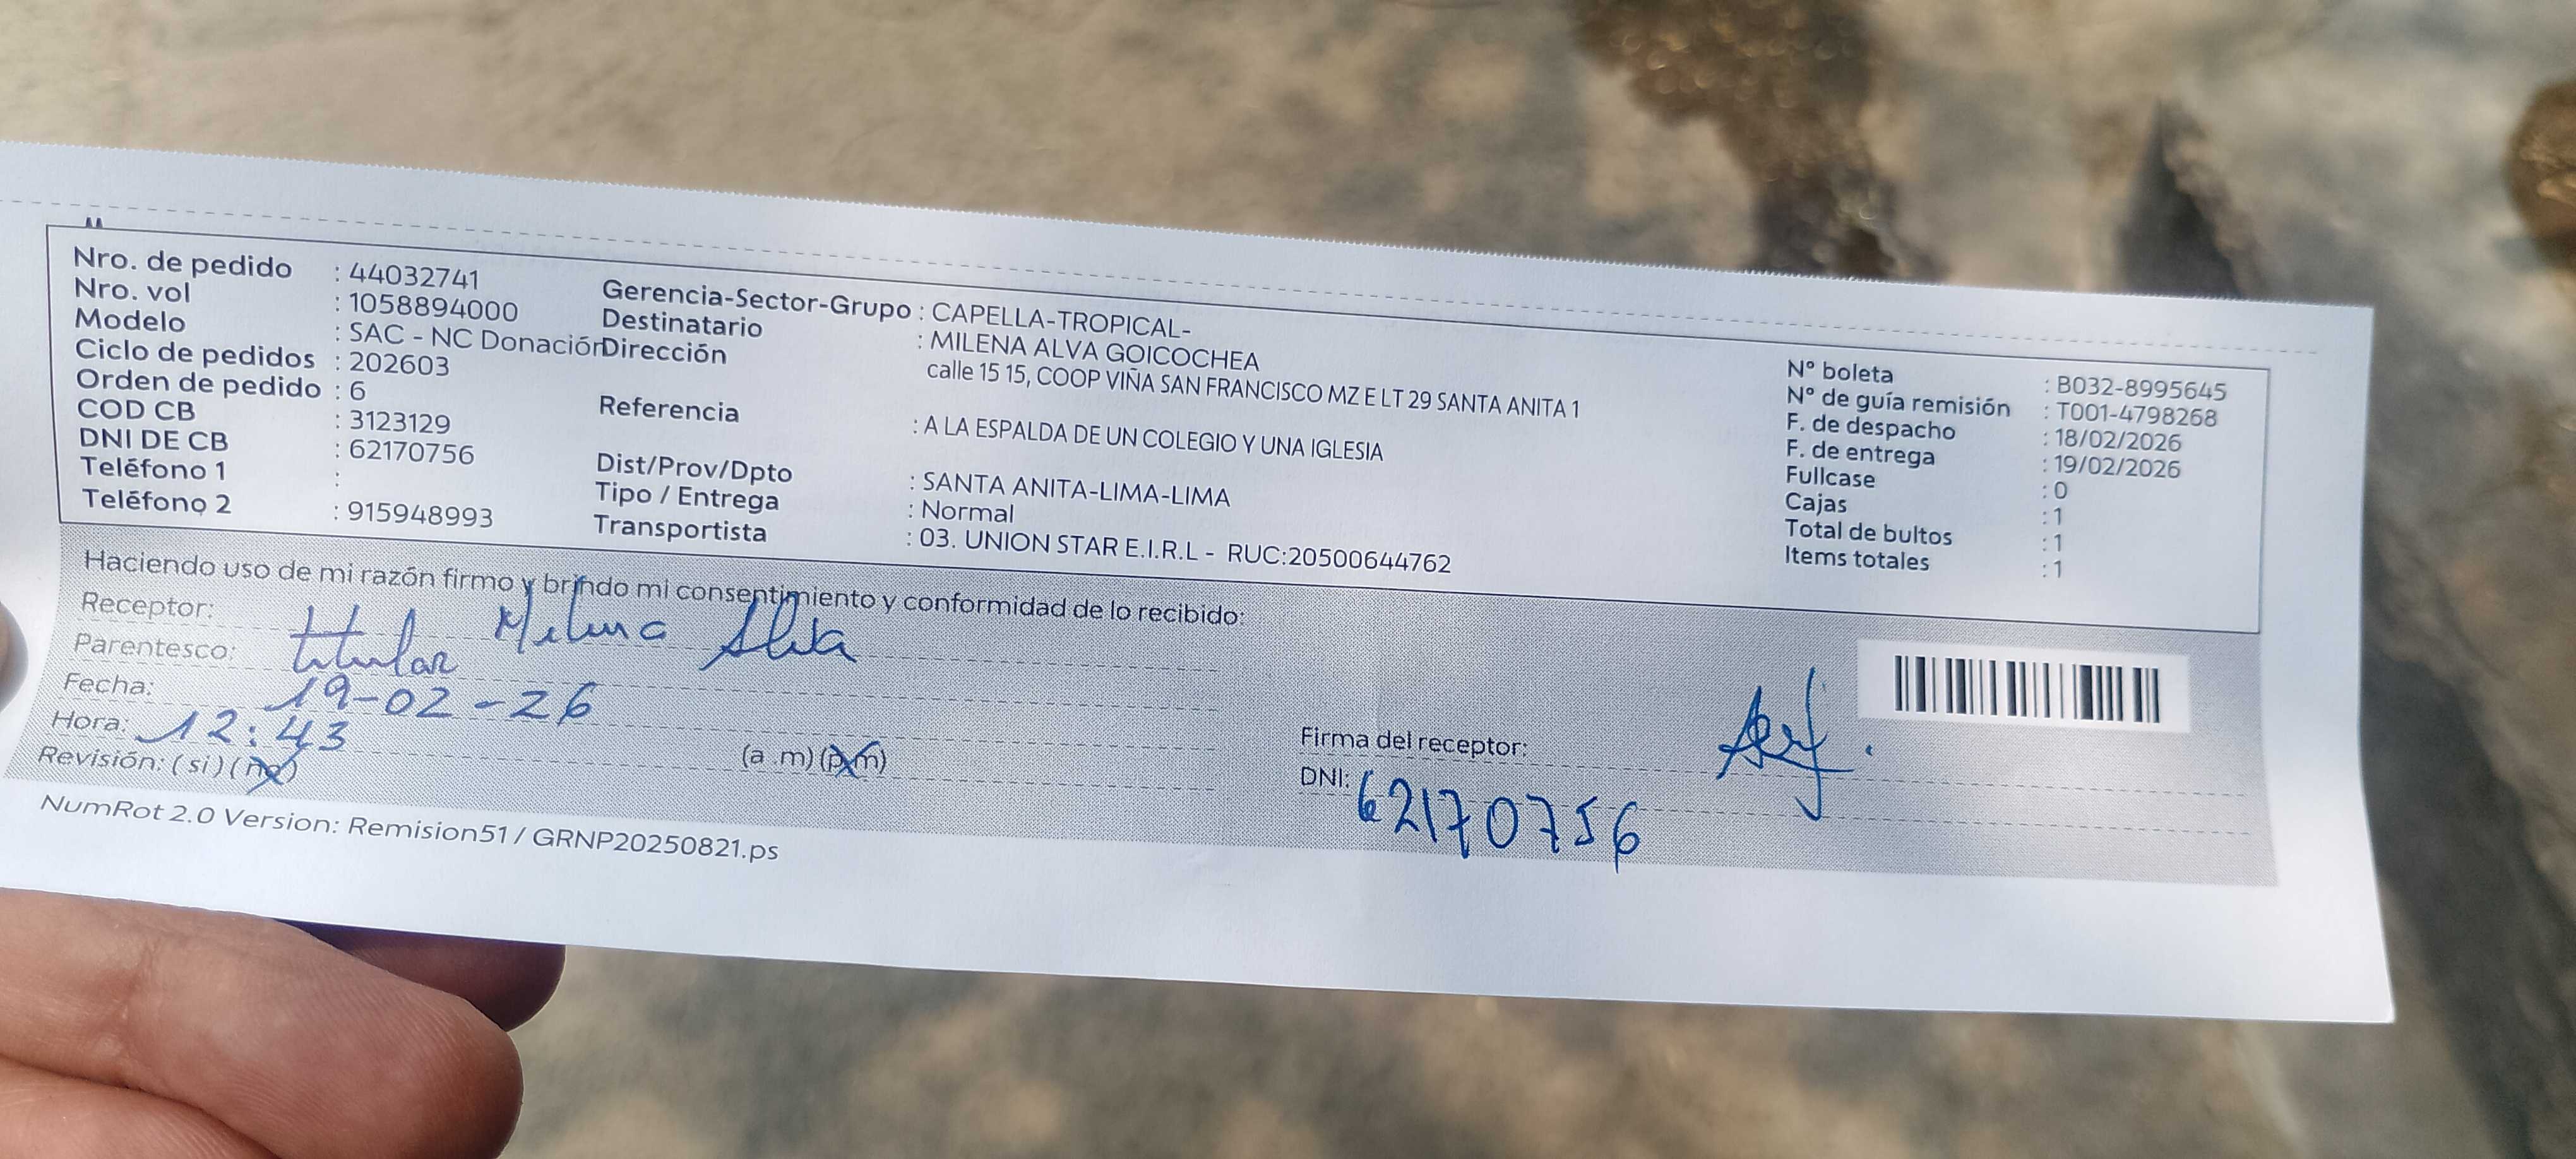 Nro. de pedido : 44032741
Nro. vol : 1058894000
Modelo : SAC - NC Donación
Ciclo de pedidos : 202603
Orden de pedido : 6
COD CB : 3123129
DNI DE CB : 62170756
Teléfono 1 :
Teléfono 2 : 915948993
Gerencia-Sector-Grupo : CAPELLA-TROPICAL-
Destinatario : MILENA ALVA GOICOCHEA
Dirección calle 15 15, COOP VIÑA SAN FRANCISCO MZ E LT 29 SANTA ANITA 1
Referencia : A LA ESPALDA DE UN COLEGIO Y UNA IGLESIA
Dist/Prov/Dpto : SANTA ANITA-LIMA-LIMA
Tipo / Entrega : Normal
Transportista : 03. UNION STAR E.I.R.L - RUC:20500644762
N° boleta : B032-8995645
N° de guía remisión : T001-4798268
F. de despacho : 18/02/2026
F. de entrega : 19/02/2026
Fullcase : 0
Cajas : 1
Total de bultos : 1
Items totales : 1
Haciendo uso de mi razón firmo y brindo mi consentimiento y conformidad de lo recibido:
Receptor: Milena Alva
Parentesco: titular
Fecha: 19-02-26
Hora: 12:43 (a .m) (p.m)
Revisión: ( si ) ( no )
Firma del receptor:
DNI: 62170756
NumRot 2.0 Version: Remision51 / GRNP20250821.ps